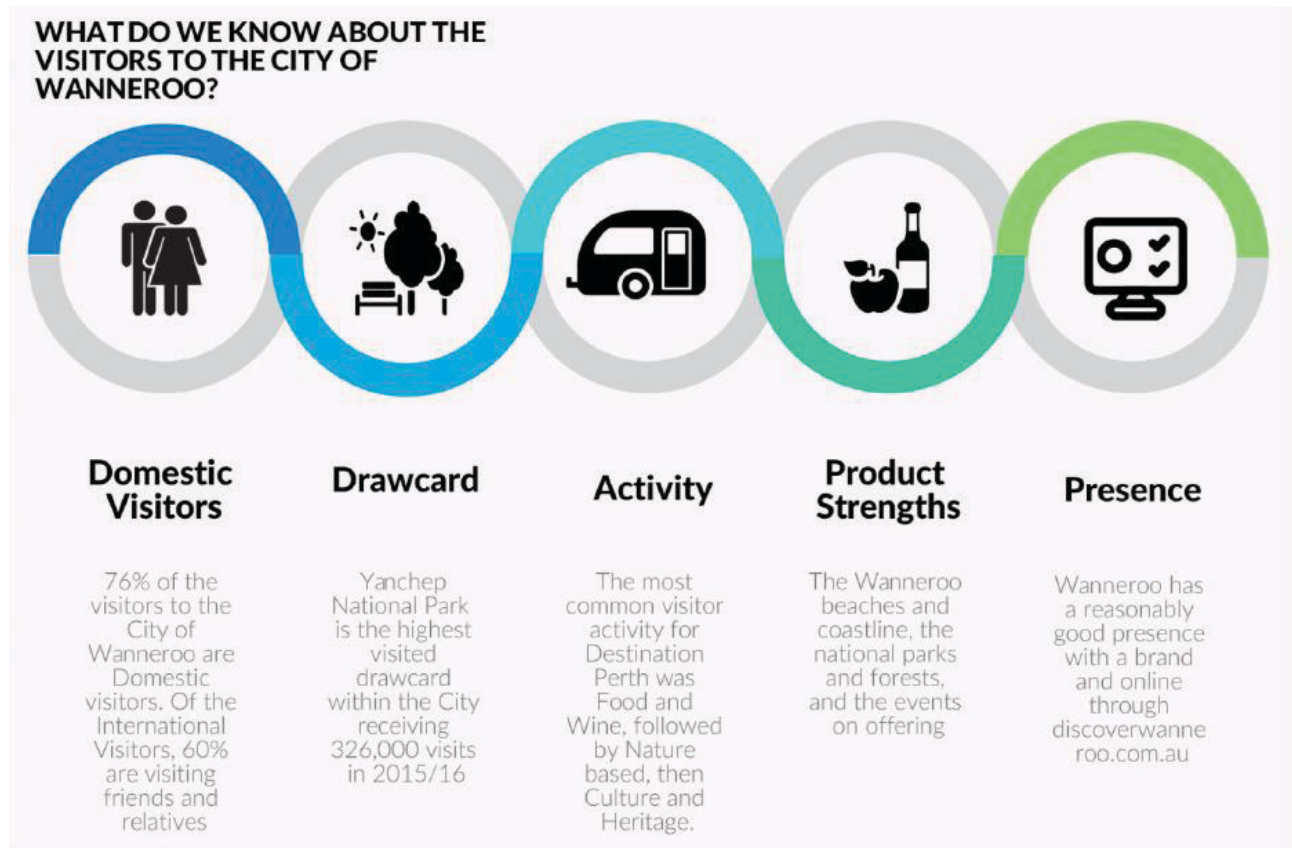 WHAT DO WE KNOW ABOUT THE
VISITORS TO THE CITY OF
WANNEROO?
Domestic
Visitors
76% of the
visitors to the
City of
Wanneroo are
Domestic
visitors. Of the
International
Visitors, 60%
are visiting
friends and
relatives
Drawcard
Yanchep
National Park
is the highest
visited
drawcard
within the City
receiving
326,000 visits
in 2015/16
Activity
The most
common visitor
activity for
Destination
Perth was
Food and
Wine, followed
by Nature
based, then
Culture and
Heritage.
Product
Strengths
The Wanneroo
beaches and
coastline, the
national parks
and forests,
and the events
on offering
Presence
Wanneroo has
a reasonably
good presence
with a brand
and online
through
discoverwanne
roo.com.au